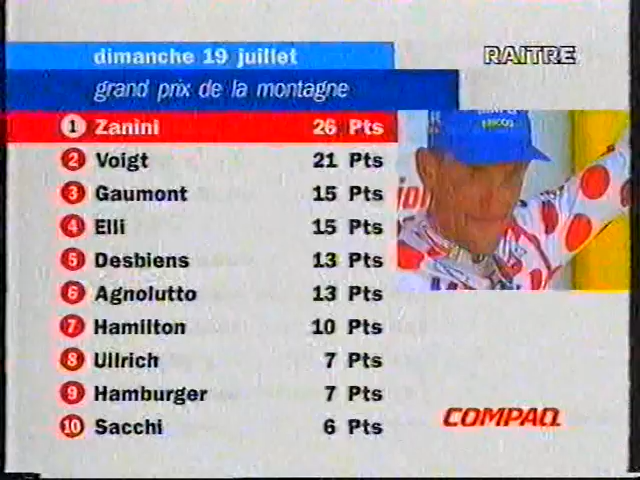 dimanche 19 juillet
RAITRE
grand prix de la montagne
1 Zanini 26 Pts
2 Voigt 21 Pts
3 Gaumont 15 Pts
4 Elli 15 Pts
5 Desbiens 13 Pts
6 Agnolutto 13 Pts
7 Hamilton 10 Pts
8 Ullrich 7 Pts
9 Hamburger 7 Pts
10 Sacchi 6 Pts
COMPAQ